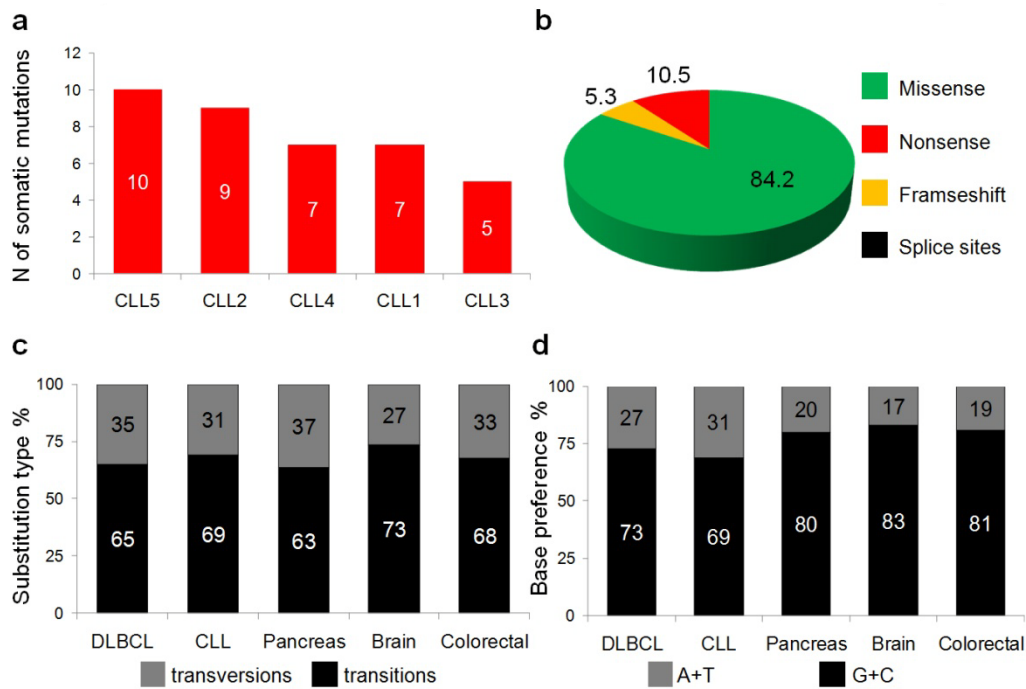 a
N of somatic mutations
12
10
8
6
4
2
0
10
9
7
7
5
CLL5 CLL2 CLL4 CLL1 CLL3
b
10.5
5.3
84.2
Missense
Nonsense
Framseshift
Splice sites
c
Substitution type %
100
75
50
25
0
35 31 37 27 33
65 69 63 73 68
DLBCL CLL Pancreas Brain Colorectal
transversions transitions
d
Base preference %
100
75
50
25
0
27 31 20 17 19
73 69 80 83 81
DLBCL CLL Pancreas Brain Colorectal
A+T G+C